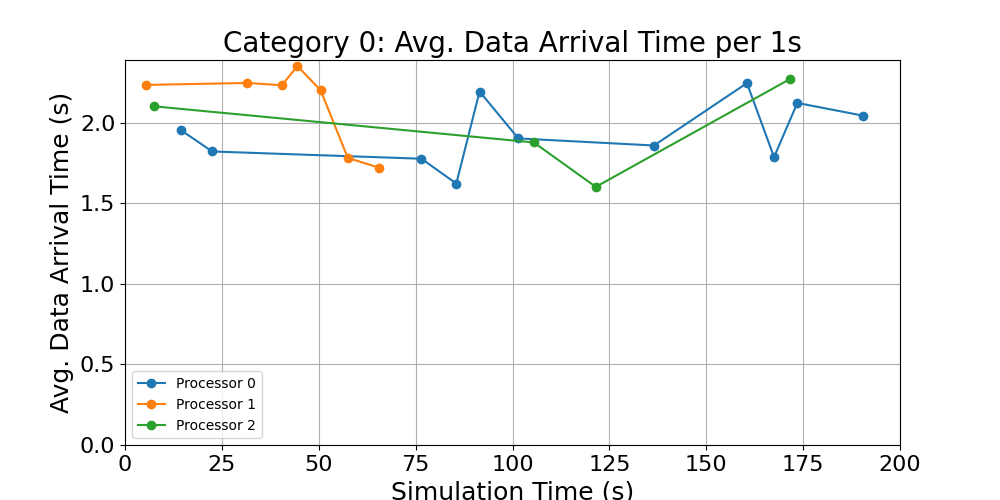 Category 0: Avg. Data Arrival Time per 1s
Avg. Data Arrival Time (s)
2.0
1.5
1.0
0.5
0.0
Processor 0
Processor 1
Processor 2
0 25 50 75 100 125 150 175 200
Simulation Time (s)